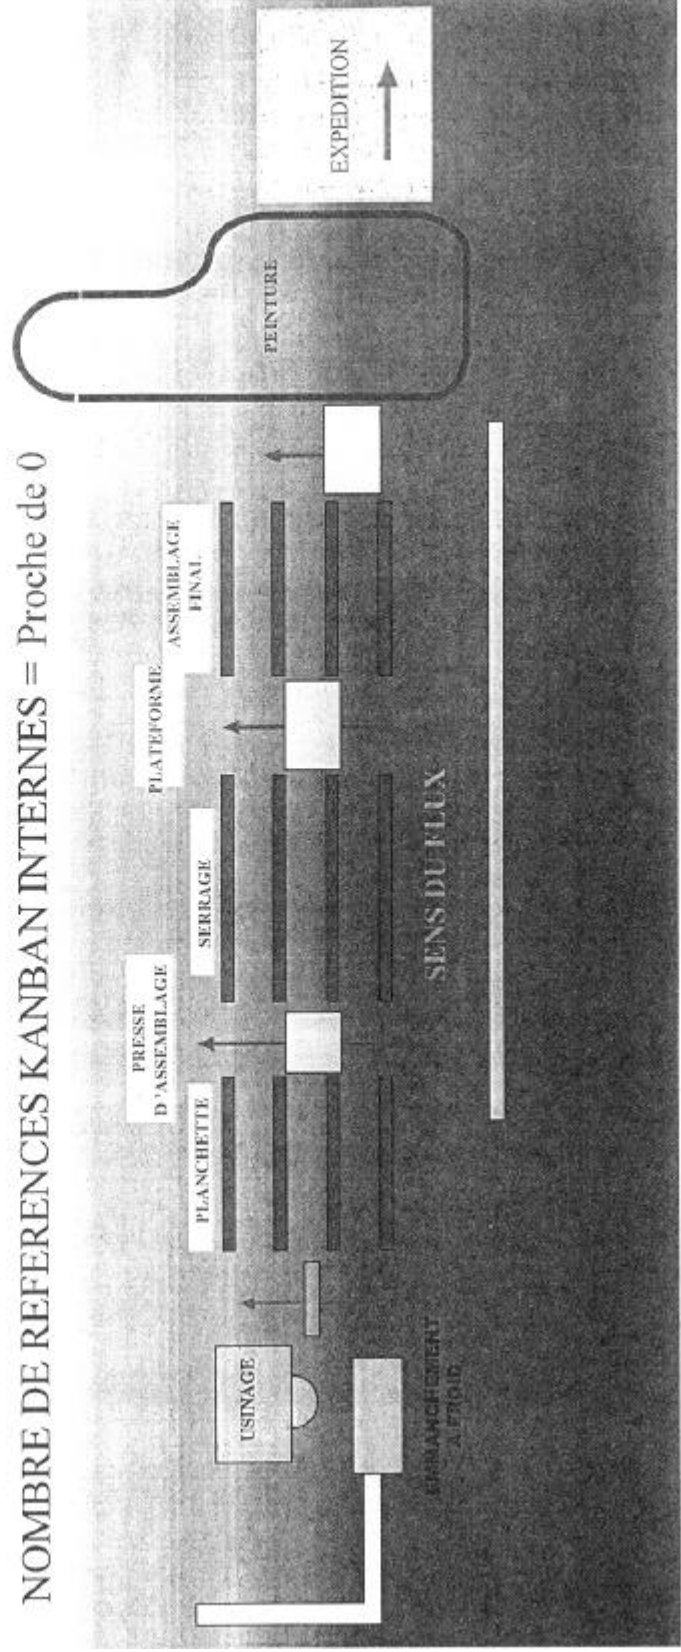 NOMBRE DE REFERENCES KANBAN INTERNES = Proche de 0
USINAGE
EMMANCHEMENT
A FROID
PLANCHETTE
PRESSE
D'ASSEMBLAGE
SERRAGE
PLATEFORME
ASSEMBLAGE
FINAL
PEINTURE
EXPEDITION
SENS DU FLUX